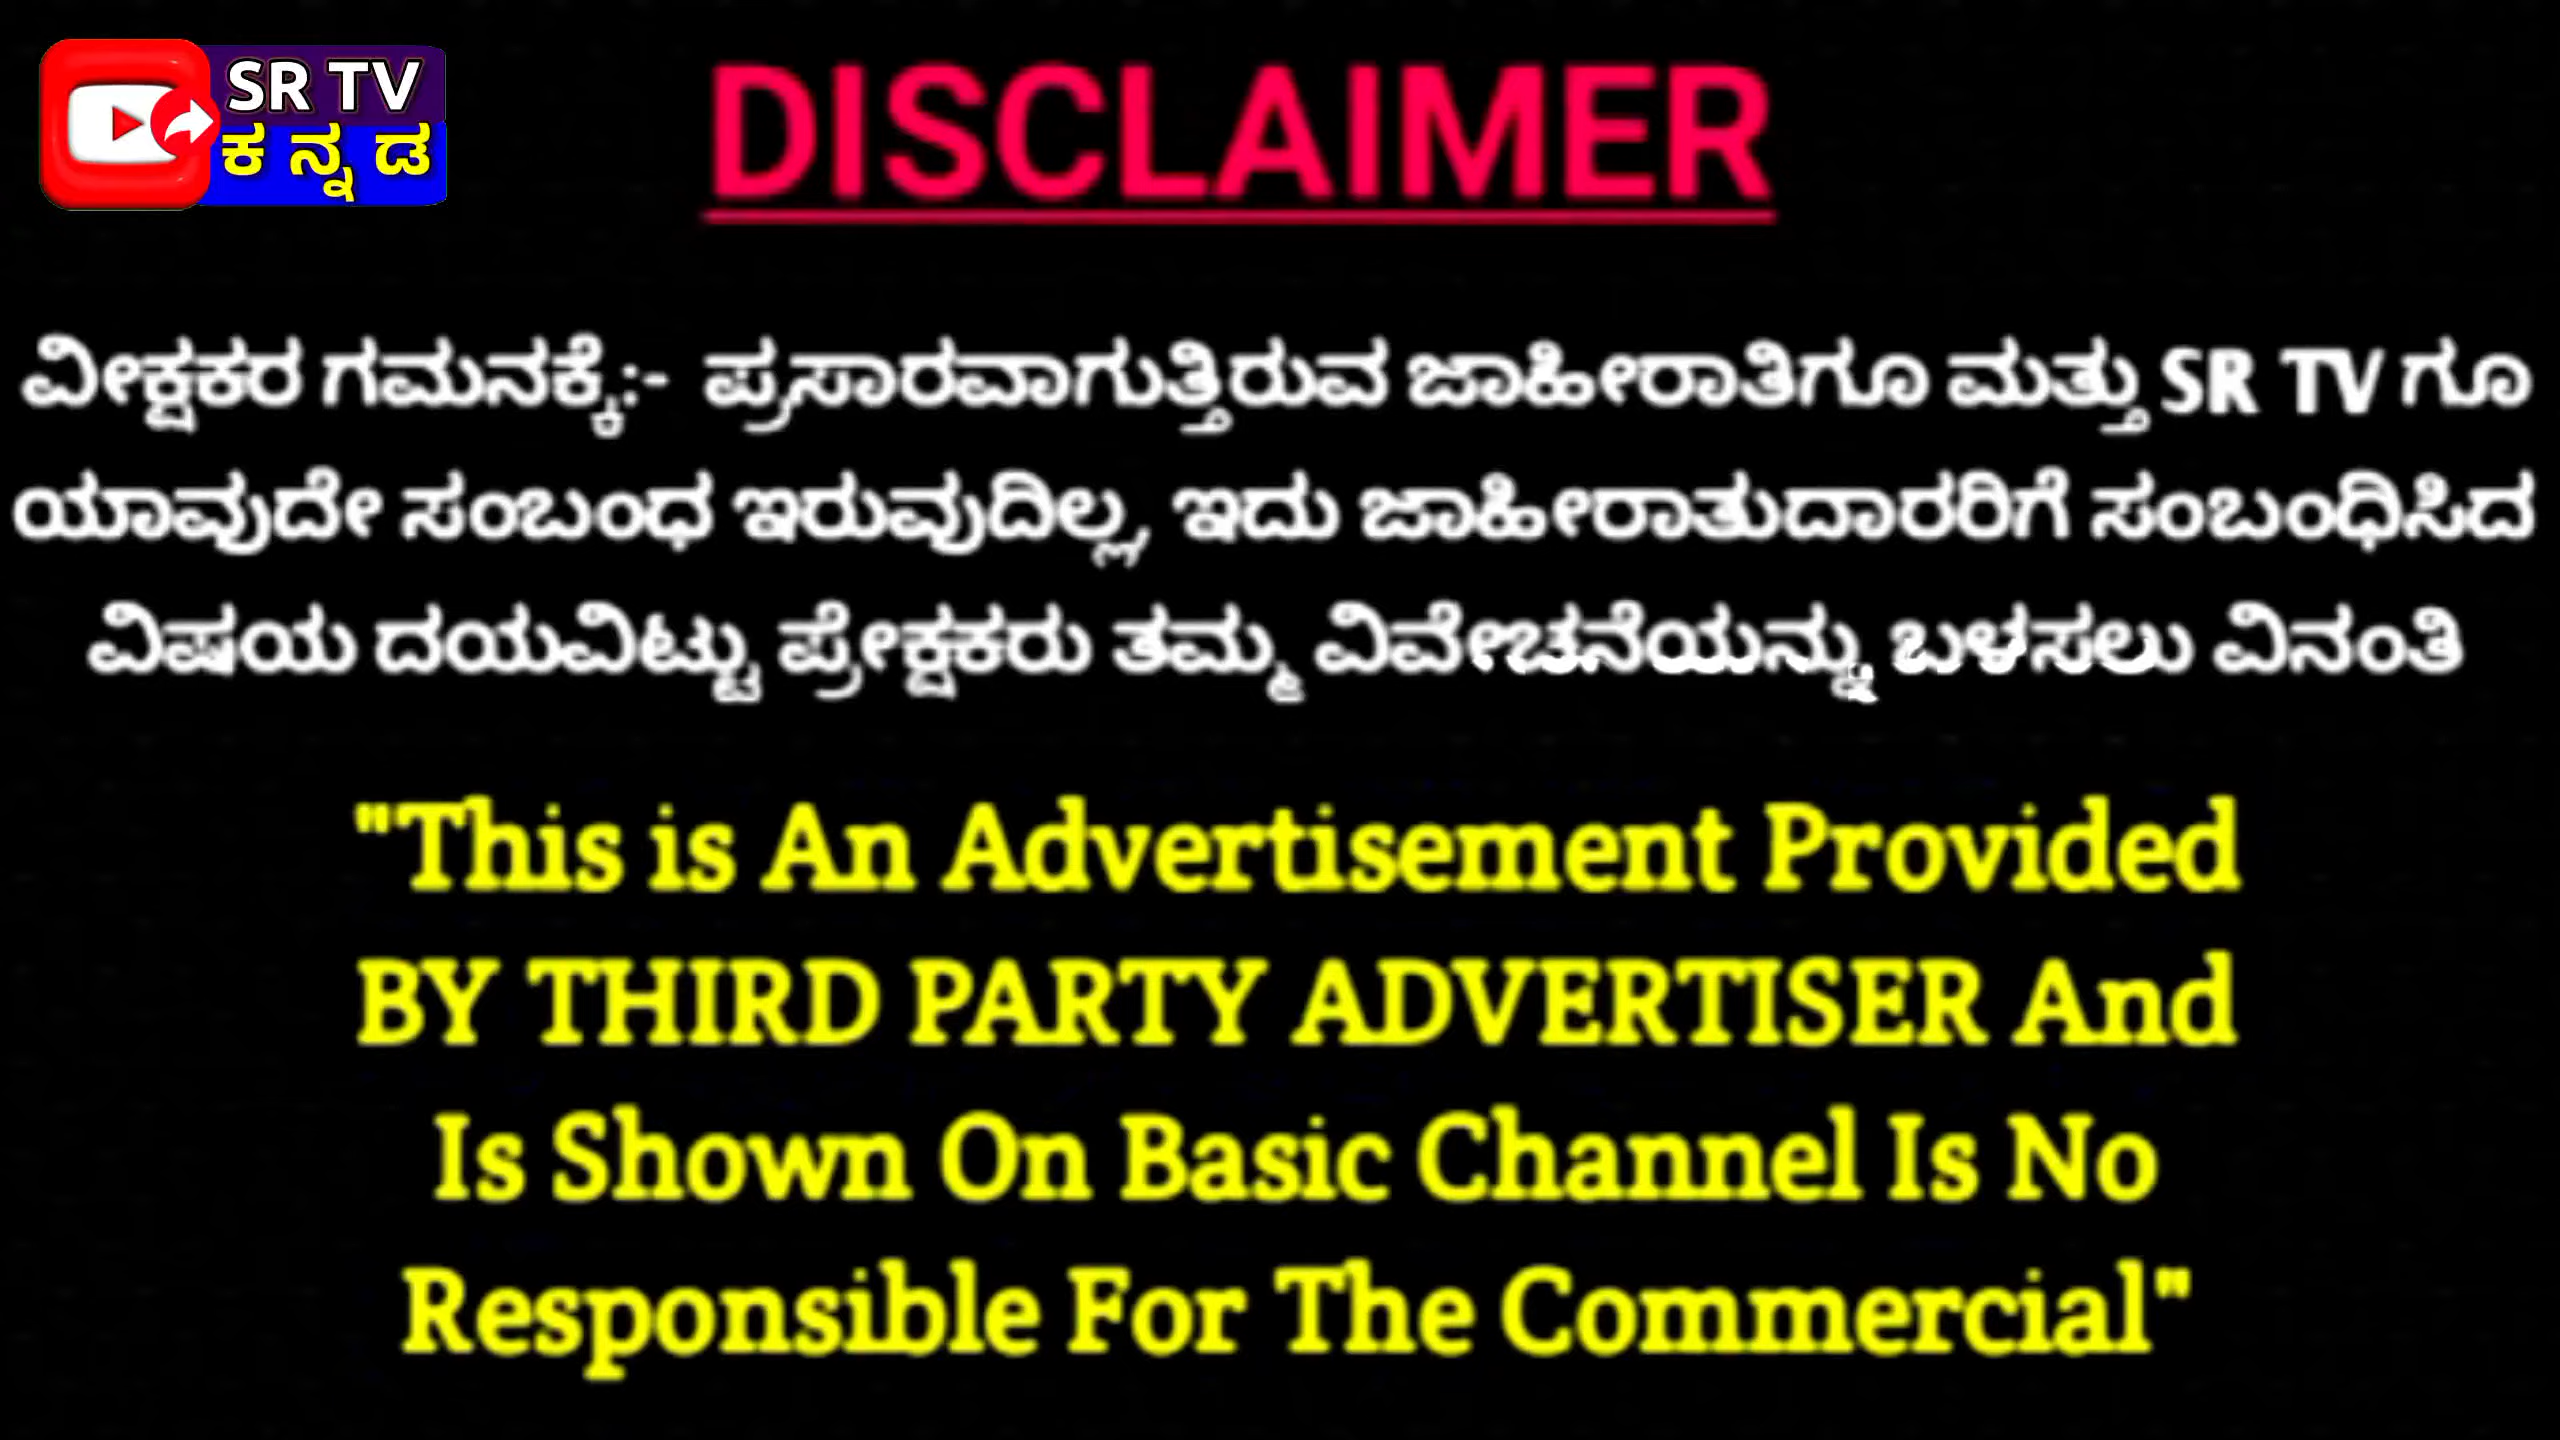 SR TV
ಕನ್ನಡ
DISCLAIMER
ವೀಕ್ಷಕರ ಗಮನಕ್ಕೆ:- ಪ್ರಸಾರವಾಗುತ್ತಿರುವ ಜಾಹೀರಾತಿಗೂ ಮತ್ತು SR TV ಗೂ
ಯಾವುದೇ ಸಂಬಂಧ ಇರುವುದಿಲ್ಲ, ಇದು ಜಾಹೀರಾತುದಾರರಿಗೆ ಸಂಬಂಧಿಸಿದ
ವಿಷಯ ದಯವಿಟ್ಟು ಪ್ರೇಕ್ಷಕರು ತಮ್ಮ ವಿವೇಚನೆಯನ್ನು ಬಳಸಲು ವಿನಂತಿ
"This is An Advertisement Provided
BY THIRD PARTY ADVERTISER And
Is Shown On Basic Channel Is No
Responsible For The Commercial"